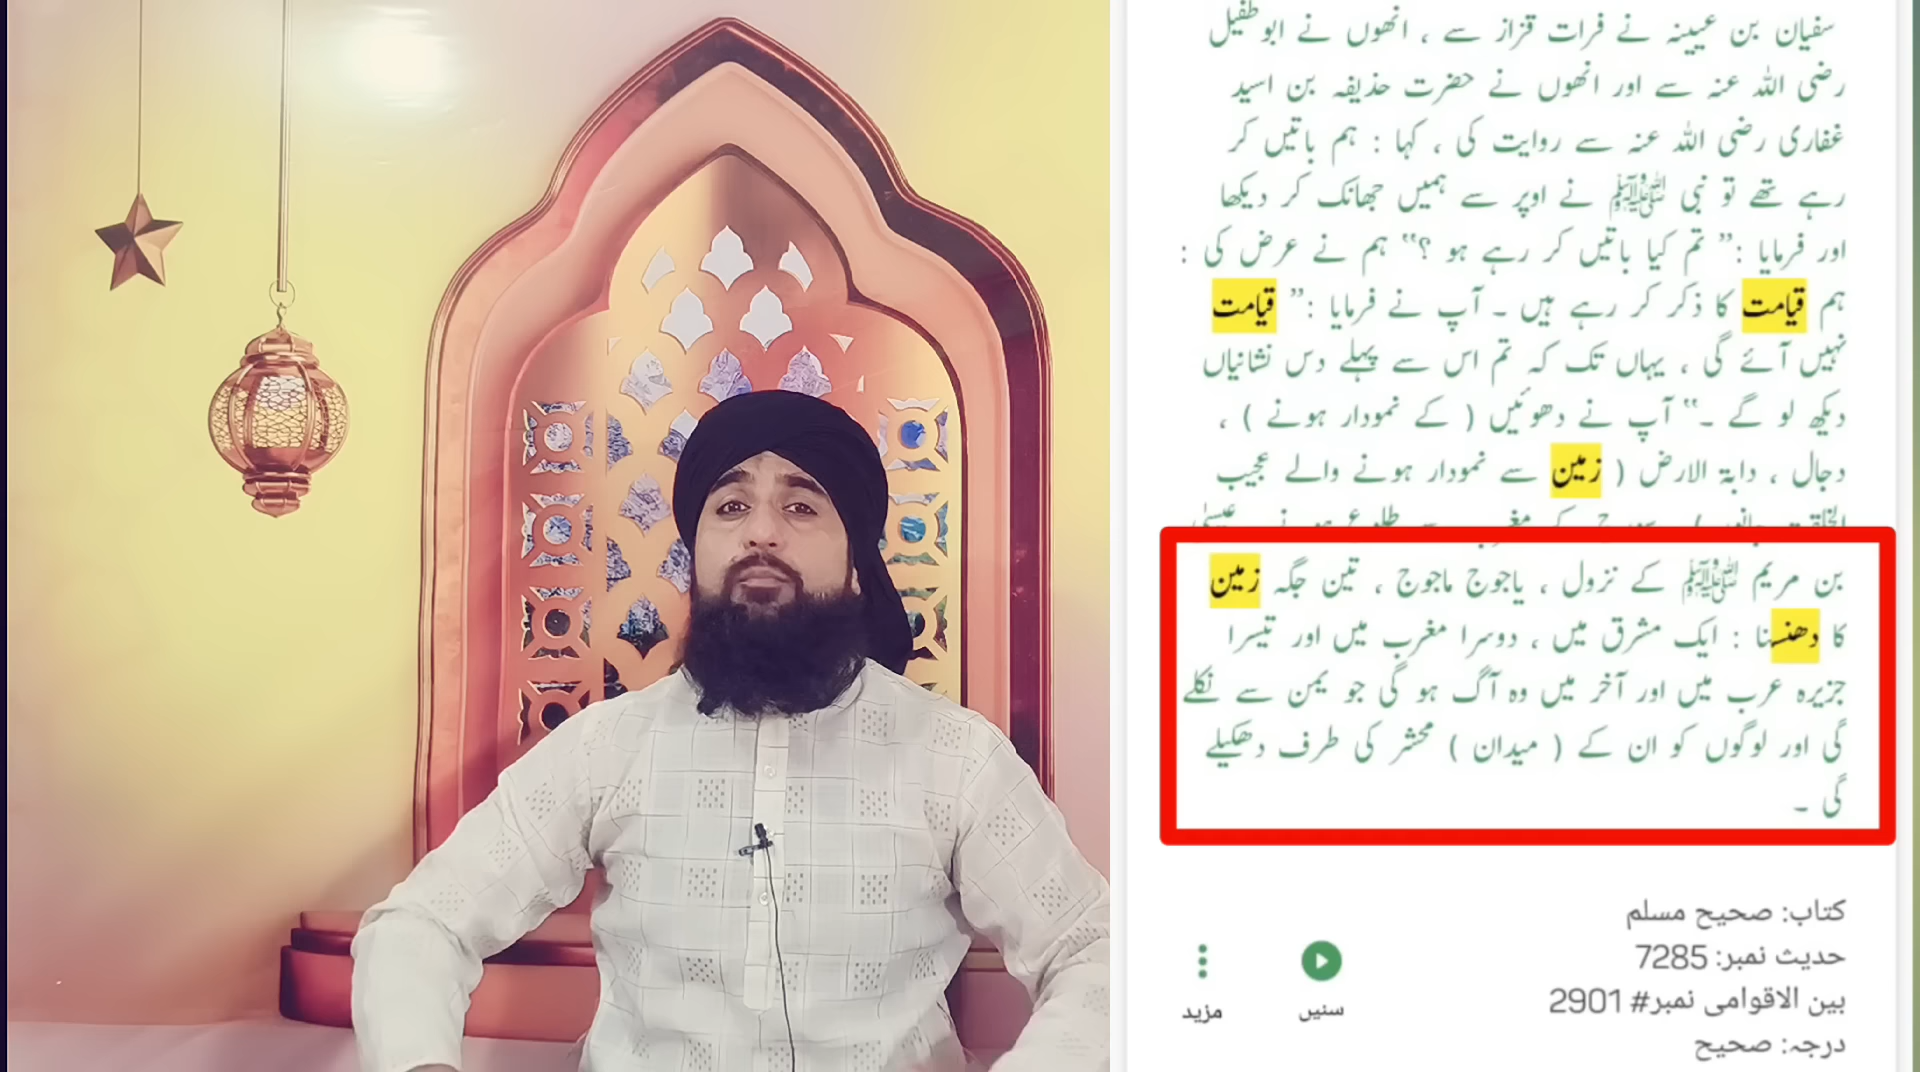 سفیان بن عیینہ نے فرات قزاز سے ، انھوں نے ابوطفیل
رضی اللہ عنہ سے اور انھوں نے حضرت حذیفہ بن اسید
غفاری رضی اللہ عنہ سے روایت کی ، کہا : ہم باتیں کر
رہے تھے تو نبی ﷺ نے اوپر سے ہمیں جھانک کر دیکھا
اور فرمایا :” تم کیا باتیں کر رہے ہو ؟“ ہم نے عرض کی :
ہم قیامت کا ذکر کر رہے ہیں ۔ آپ نے فرمایا :” قیامت
نہیں آئے گی ، یہاں تک کہ تم اس سے پہلے دس نشانیاں
دیکھ لو گے ۔“ آپ نے دھوئیں ( کے نمودار ہونے ) ،
دجال ، دابۃ الارض ( زمین سے نمودار ہونے والے عجیب
بن مریم ﷺ کے نزول ، یاجوج ماجوج ، تین جگہ زمین
کا دھنسنا : ایک مشرق میں ، دوسرا مغرب میں اور تیسرا
جزیرہ عرب میں اور آخر میں وہ آگ ہو گی جو یمن سے نکلے
گی اور لوگوں کو ان کے ( میدان ) محشر کی طرف دھکیلے
گی ۔
کتاب: صحیح مسلم
حدیث نمبر: 7285
بین الاقوامی نمبر# 2901
درجہ: صحیح
سنیں
مزید